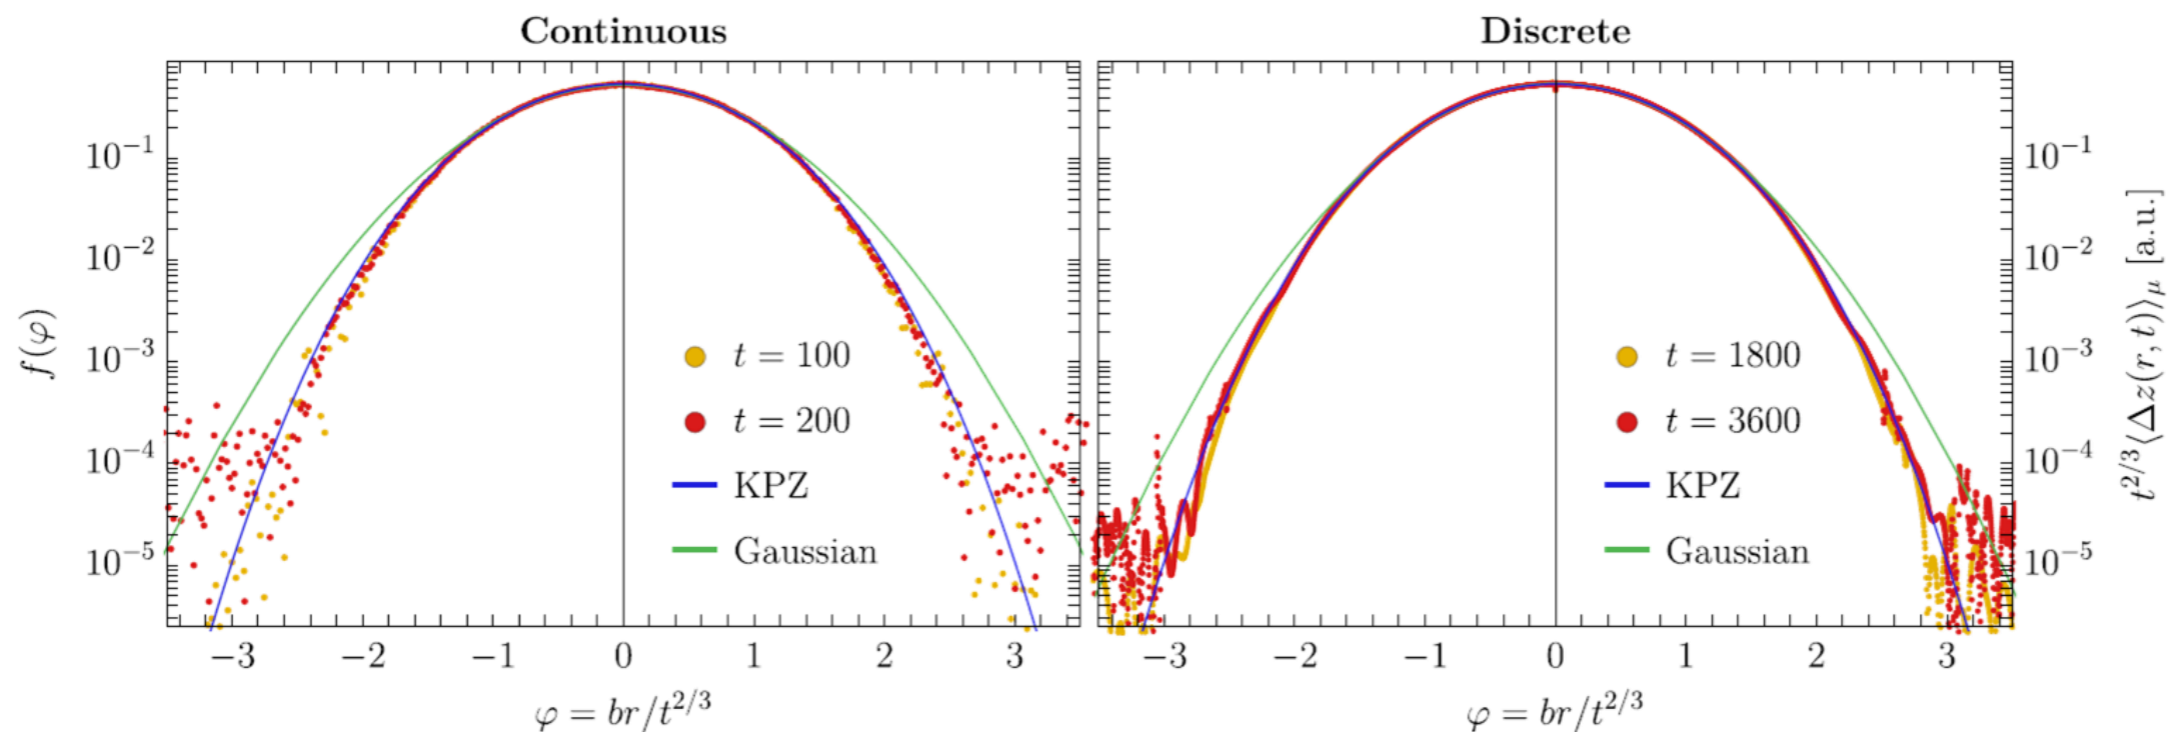 Continuous
Discrete
f(φ)
10⁻¹
10⁻²
10⁻³
10⁻⁴
10⁻⁵
t = 100
t = 200
KPZ
Gaussian
−3 −2 −1 0 1 2 3
φ = br/t^{2/3}
t = 1800
t = 3600
KPZ
Gaussian
−3 −2 −1 0 1 2 3
φ = br/t^{2/3}
10⁻¹
10⁻²
10⁻³
10⁻⁴
10⁻⁵
t^{2/3}⟨Δz(r, t)⟩_μ [a.u.]